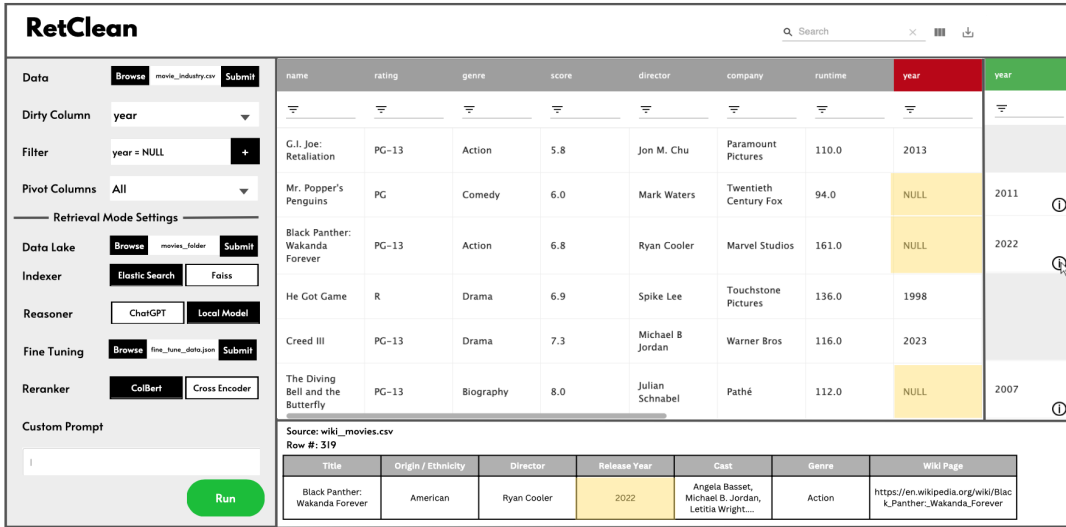 RetClean
Search
Data Browse movie_industry.csv Submit
Dirty Column year
Filter year = NULL +
Pivot Columns All
Retrieval Mode Settings
Data Lake Browse movies_folder Submit
Indexer Elastic Search Faiss
Reasoner ChatGPT Local Model
Fine Tuning Browse fine_tune_data.json Submit
Reranker ColBert Cross Encoder
Custom Prompt
Run
name rating genre score director company runtime year year
G.I. Joe:
Retaliation PG-13 Action 5.8 Jon M. Chu Paramount
Pictures 110.0 2013
Mr. Popper's
Penguins PG Comedy 6.0 Mark Waters Twentieth
Century Fox 94.0 NULL 2011
Black Panther:
Wakanda
Forever PG-13 Action 6.8 Ryan Cooler Marvel Studios 161.0 NULL 2022
He Got Game R Drama 6.9 Spike Lee Touchstone
Pictures 136.0 1998
Creed III PG-13 Drama 7.3 Michael B
Jordan Warner Bros 116.0 2023
The Diving
Bell and the
Butterfly PG-13 Biography 8.0 Julian
Schnabel Pathé 112.0 NULL 2007
Source: wiki_movies.csv
Row #: 319
Title Origin / Ethnicity Director Release Year Cast Genre Wiki Page
Black Panther:
Wakanda Forever American Ryan Cooler 2022 Angela Basset,
Michael B. Jordan,
Letitia Wright.... Action https://en.wikipedia.org/wiki/Blac
k_Panther:_Wakanda_Forever